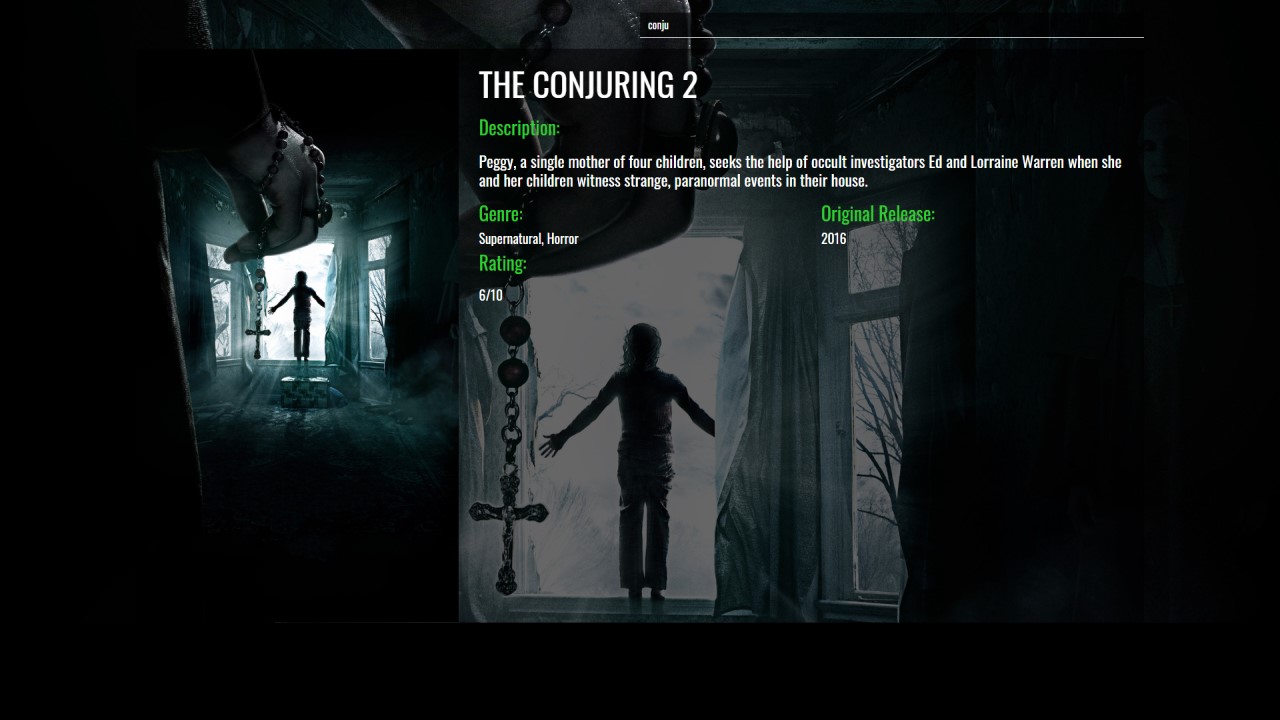 conju
THE CONJURING 2
Description:
Peggy, a single mother of four children, seeks the help of occult investigators Ed and Lorraine Warren when she
and her children witness strange, paranormal events in their house.
Genre:
Supernatural, Horror
Original Release:
2016
Rating:
6/10